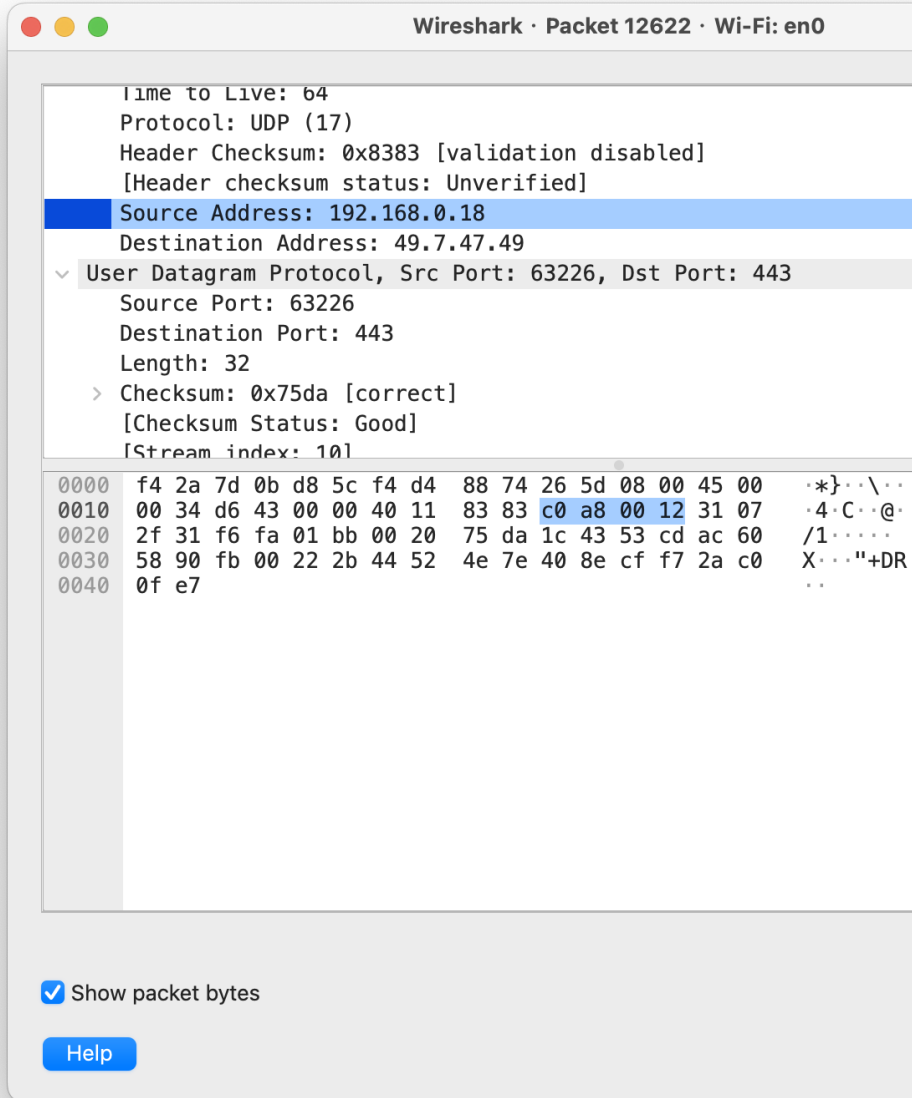 Wireshark · Packet 12622 · Wi-Fi: en0
Time to Live: 64
Protocol: UDP (17)
Header Checksum: 0x8383 [validation disabled]
[Header checksum status: Unverified]
Source Address: 192.168.0.18
Destination Address: 49.7.47.49
User Datagram Protocol, Src Port: 63226, Dst Port: 443
Source Port: 63226
Destination Port: 443
Length: 32
Checksum: 0x75da [correct]
[Checksum Status: Good]
[Stream index: 10]
0000 f4 2a 7d 0b d8 5c f4 d4 88 74 26 5d 08 00 45 00 ·*}··\··
0010 00 34 d6 43 00 00 40 11 83 83 c0 a8 00 12 31 07 ·4·C··@·
0020 2f 31 f6 fa 01 bb 00 20 75 da 1c 43 53 cd ac 60 /1·····
0030 58 90 fb 00 22 2b 44 52 4e 7e 40 8e cf f7 2a c0 X···"+DR
0040 0f e7 ··
Show packet bytes
Help